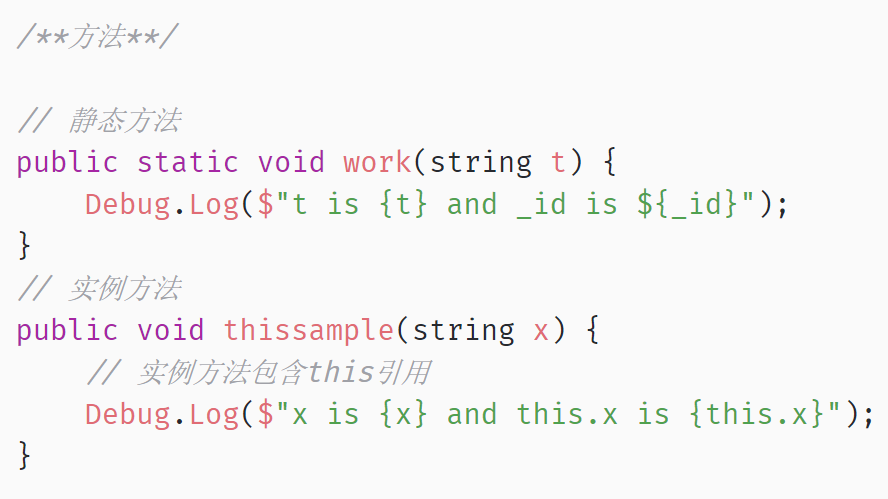 /**方法**/
// 静态方法
public static void work(string t) {
    Debug.Log($"t is {t} and _id is ${_id}");
}
// 实例方法
public void thissample(string x) {
    // 实例方法包含this引用
    Debug.Log($"x is {x} and this.x is {this.x}");
}